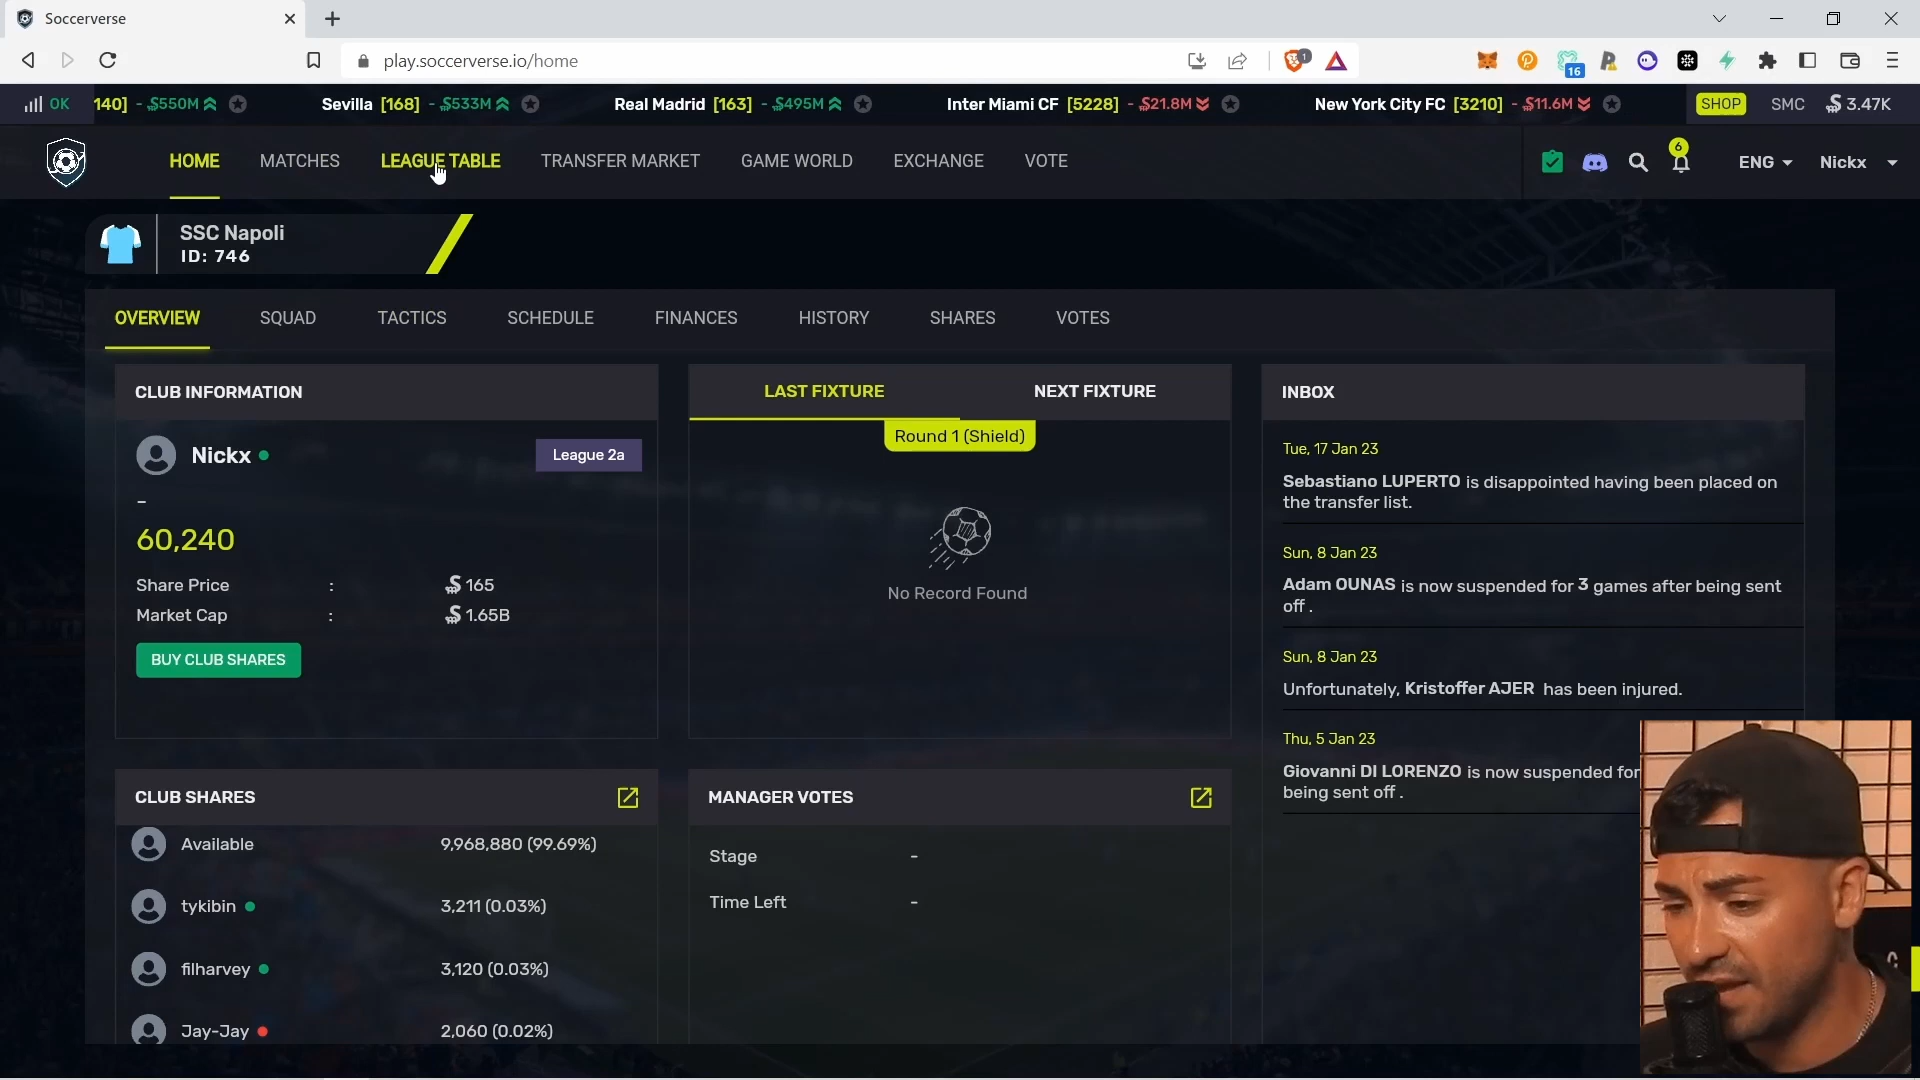 Soccerverse
play.soccerverse.io/home
1
16
OK
140] - $550M
Sevilla [168] - $533M
Real Madrid [163] - $495M
Inter Miami CF [5228] - $21.8M
New York City FC [3210] - $11.6M
SHOP
SMC
$ 3.47K
HOME
MATCHES
LEAGUE TABLE
TRANSFER MARKET
GAME WORLD
EXCHANGE
VOTE
6
ENG
Nickx
SSC Napoli
ID: 746
OVERVIEW
SQUAD
TACTICS
SCHEDULE
FINANCES
HISTORY
SHARES
VOTES
CLUB INFORMATION
Nickx
League 2a
-
60,240
Share Price : $ 165
Market Cap : $ 1.65B
BUY CLUB SHARES
LAST FIXTURE
NEXT FIXTURE
Round 1 (Shield)
No Record Found
INBOX
Tue, 17 Jan 23
Sebastiano LUPERTO is disappointed having been placed on
the transfer list.
Sun, 8 Jan 23
Adam OUNAS is now suspended for 3 games after being sent
off .
Sun, 8 Jan 23
Unfortunately, Kristoffer AJER has been injured.
Thu, 5 Jan 23
Giovanni DI LORENZO is now suspended for
being sent off .
CLUB SHARES
Available 9,968,880 (99.69%)
tykibin 3,211 (0.03%)
filharvey 3,120 (0.03%)
Jay-Jay 2,060 (0.02%)
MANAGER VOTES
Stage -
Time Left -